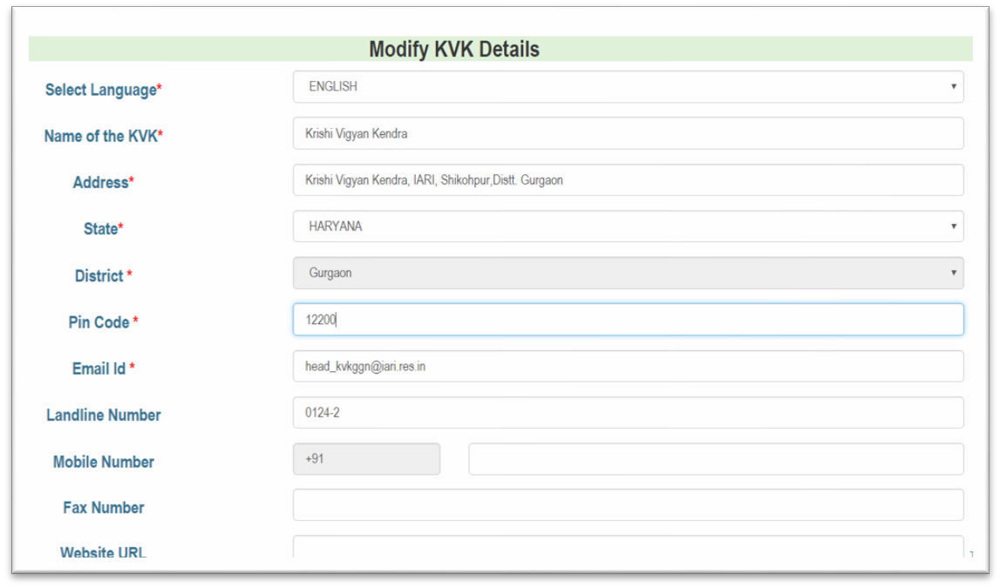 Modify KVK Details
Select Language* ENGLISH
Name of the KVK* Krishi Vigyan Kendra
Address* Krishi Vigyan Kendra, IARI, Shikohpur,Distt. Gurgaon
State* HARYANA
District * Gurgaon
Pin Code * 12200
Email Id * head_kvkggn@iari.res.in
Landline Number 0124-2
Mobile Number +91
Fax Number
Website URL